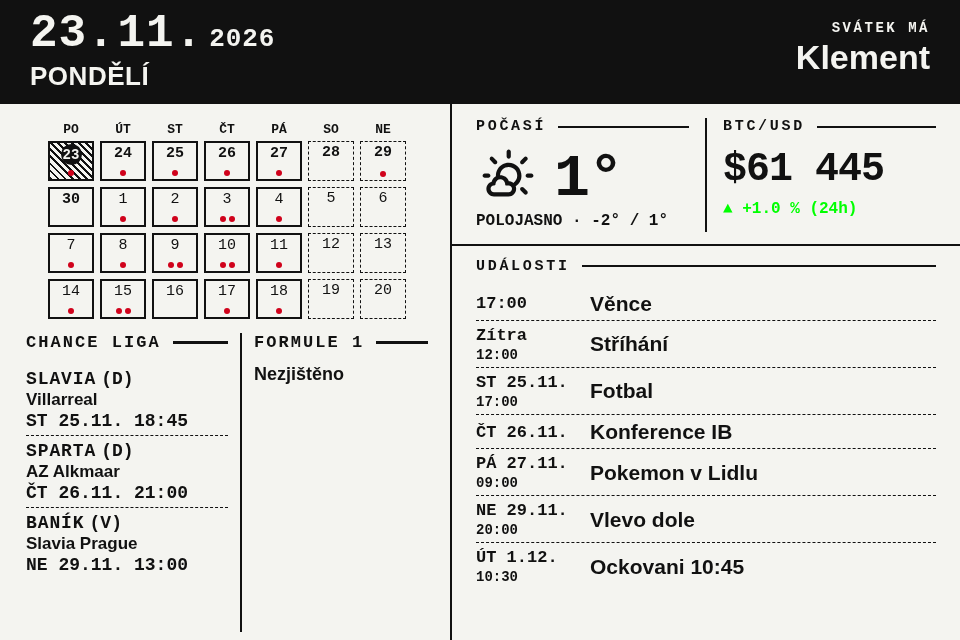 23.11. 2026
PONDĚLÍ
SVÁTEK MÁ
Klement
PO ÚT ST ČT PÁ SO NE
23 24 25 26 27 28 29
30 1 2 3 4 5 6
7 8 9 10 11 12 13
14 15 16 17 18 19 20
CHANCE LIGA
SLAVIA (D)
Villarreal
ST 25.11. 18:45
SPARTA (D)
AZ Alkmaar
ČT 26.11. 21:00
BANÍK (V)
Slavia Prague
NE 29.11. 13:00
FORMULE 1
Nezjištěno
POČASÍ
1°
POLOJASNO · -2° / 1°
BTC/USD
$61 445
▲ +1.0 % (24h)
UDÁLOSTI
17:00 Věnce
Zítra
12:00
Stříhání
ST 25.11.
17:00
Fotbal
ČT 26.11. Konference IB
PÁ 27.11.
09:00
Pokemon v Lidlu
NE 29.11.
20:00
Vlevo dole
ÚT 1.12.
10:30
Ockovani 10:45